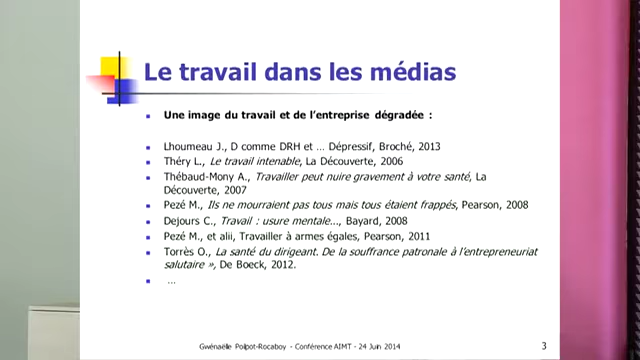 Le travail dans les médias
Une image du travail et de l'entreprise dégradée :
Lhoumeau J., D comme DRH et ... Dépressif, Broché, 2013
Théry L., Le travail intenable, La Découverte, 2006
Thébaud-Mony A., Travailler peut nuire gravement à votre santé, La
Découverte, 2007
Pezé M., Ils ne mourraient pas tous mais tous étaient frappés, Pearson, 2008
Dejours C., Travail : usure mentale..., Bayard, 2008
Pezé M., et alii, Travailler à armes égales, Pearson, 2011
Torrès O., La santé du dirigeant. De la souffrance patronale à l'entrepreneuriat
salutaire », De Boeck, 2012.
...
Gwénaëlle Poilpot-Rocaboy - Conférence AIMT - 24 Juin 2014
3